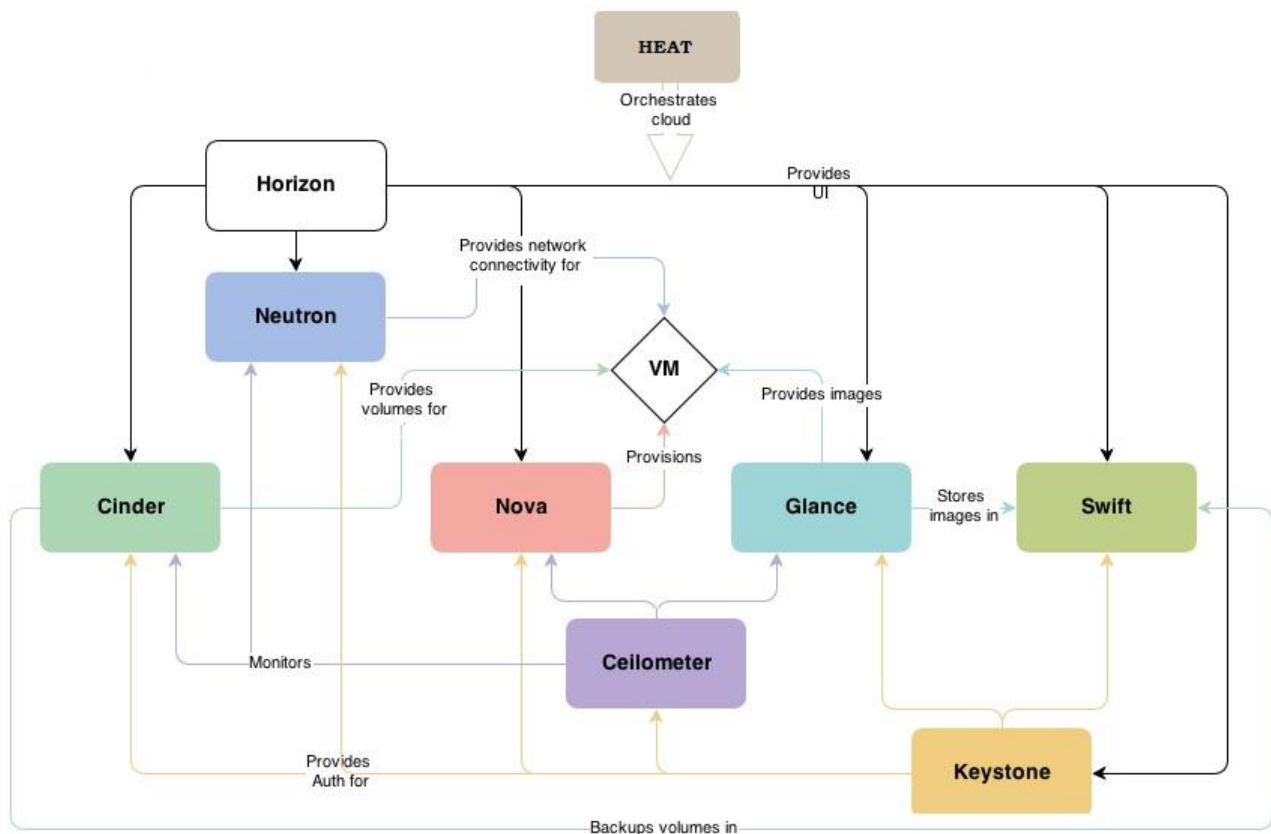 HEAT
Orchestrates
cloud
Horizon
Provides
UI
Provides network
connectivity for
Neutron
VM
Provides
volumes for
Provides images
Provisions
Cinder
Nova
Glance
Stores
images in
Swift
Ceilometer
Monitors
Provides
Auth for
Keystone
Backups volumes in